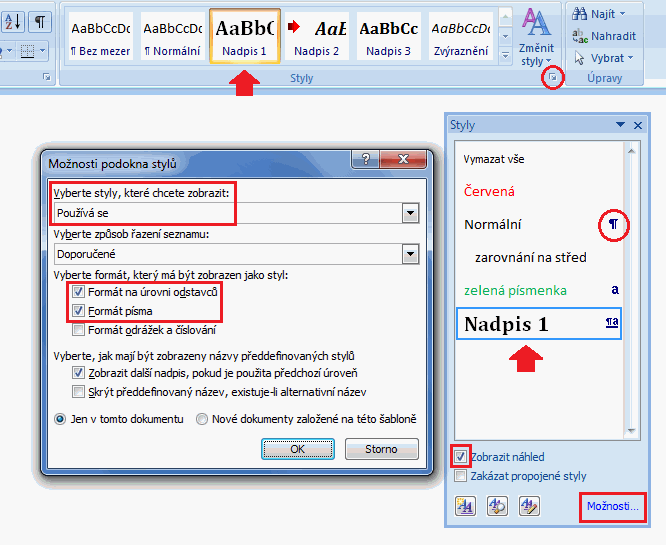 AaBbCcDc AaBbCcDc AaBbC AaE AaBbCc AaBbCcDc
¶ Bez mezer ¶ Normální Nadpis 1 Nadpis 2 Nadpis 3 Zvýraznění
Změnit
styly
Styly
Najít
Nahradit
Vybrat
Úpravy
Možnosti podokna stylů
Vyberte styly, které chcete zobrazit:
Používá se
Vyberte způsob řazení seznamu:
Doporučené
Vyberte formát, který má být zobrazen jako styl:
Formát na úrovni odstavců
Formát písma
Formát odrážek a číslování
Vyberte, jak mají být zobrazeny názvy předdefinovaných stylů
Zobrazit další nadpis, pokud je použita předchozí úroveň
Skrýt předdefinovaný název, existuje-li alternativní název
Jen v tomto dokumentu Nové dokumenty založené na této šabloně
OK Storno
Styly
Vymazat vše
Červená
Normální ¶
zarovnání na střed
zelená písmenka a
Nadpis 1 ¶a
Zobrazit náhled
Zakázat propojené styly
Možnosti...